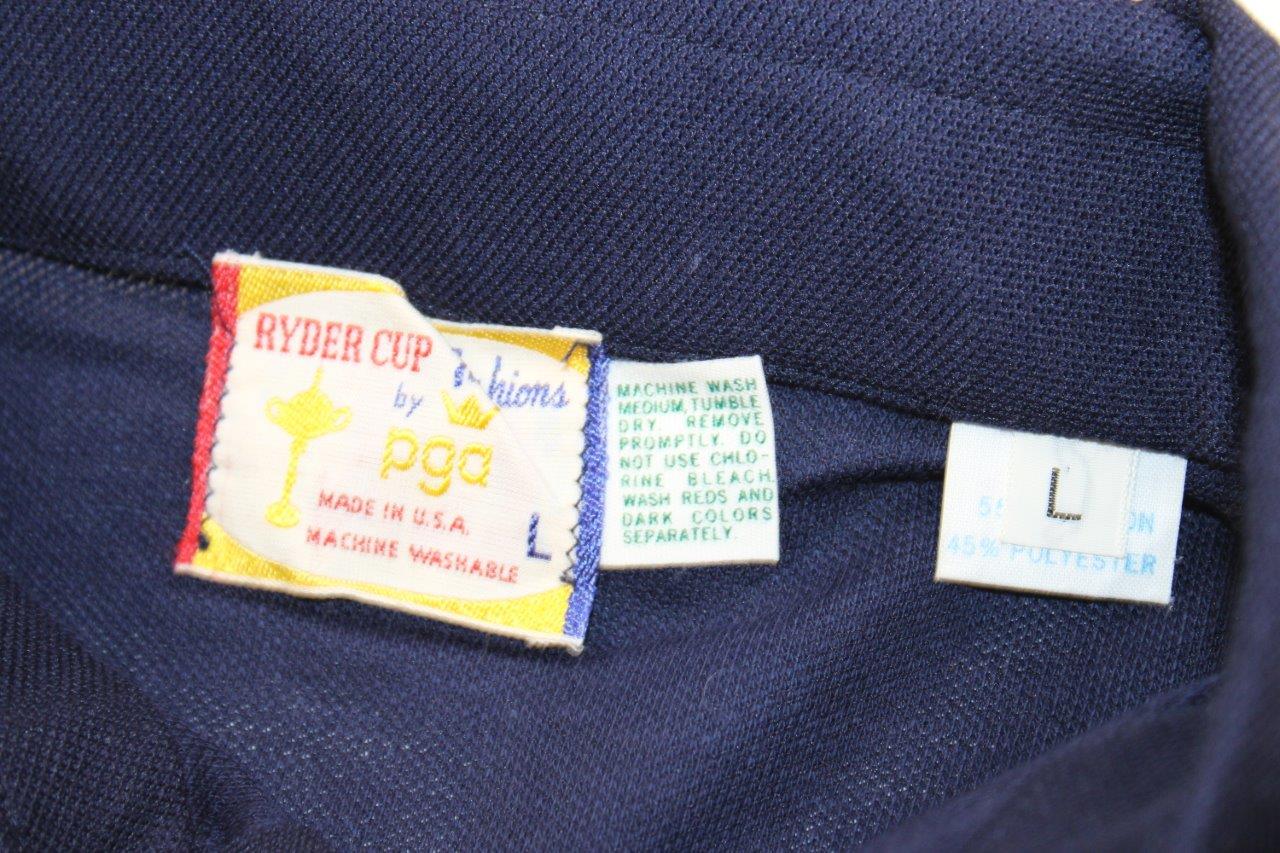 RYDER CUP
by
pga
MADE IN U.S.A.
MACHINE WASHABLE
L
MACHINE WASH
MEDIUM, TUMBLE
DRY. REMOVE
PROMPTLY. DO
NOT USE CHLO-
RINE BLEACH.
WASH REDS AND
DARK COLORS
SEPARATELY.
L
45% POLYESTER